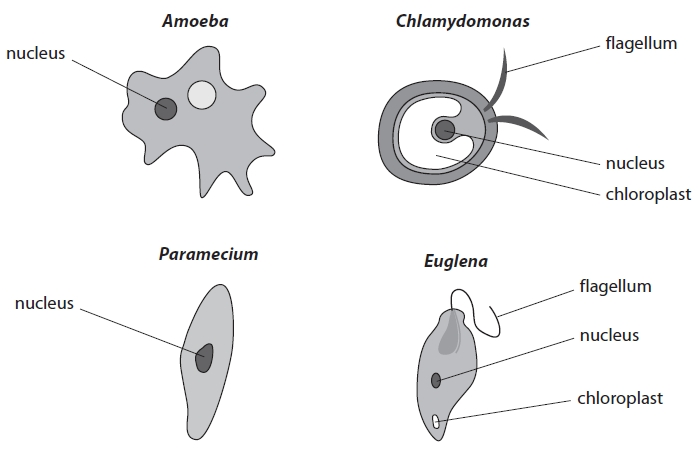 Amoeba
nucleus
Chlamydomonas
flagellum
nucleus
chloroplast
Paramecium
nucleus
Euglena
flagellum
nucleus
chloroplast